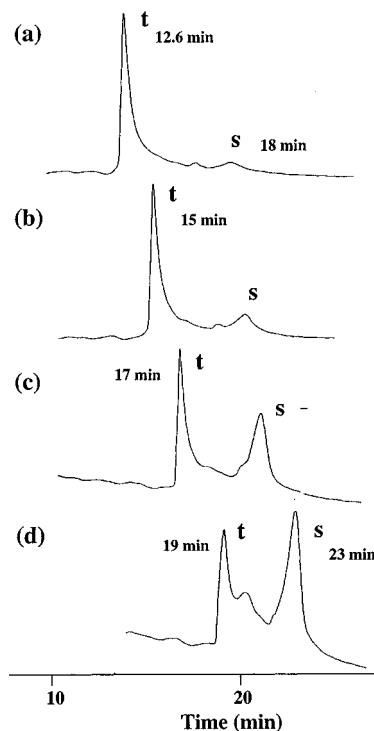 (a)
t
12.6 min
s
18 min
(b)
t
15 min
s
(c)
17 min
t
s
(d)
19 min
t
s
23 min
10
20
Time (min)